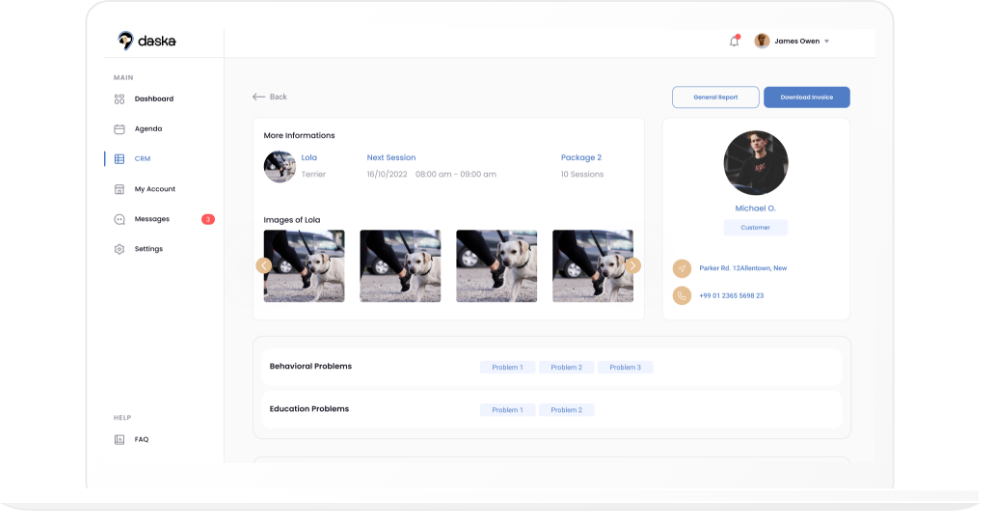 daska
James Owen
MAIN
Dashboard
Agenda
CRM
My Account
Messages 3
Settings
HELP
FAQ
Back
General Report
Download Invoice
More Informations
Lola Next Session Package 2
Terrier 16/10/2022 08:00 am - 09:00 am 10 Sessions
Images of Lola
Michael O.
Customer
Parker Rd. 12Allentown, New
+99 01 2365 5698 23
Behavioral Problems Problem 1 Problem 2 Problem 3
Education Problems Problem 1 Problem 2